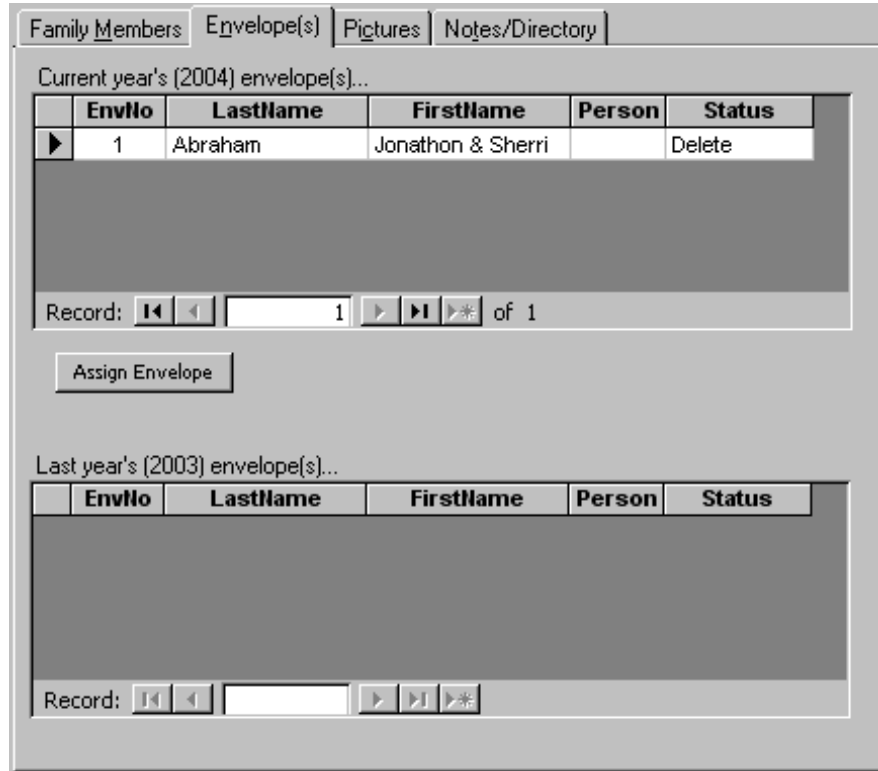 Family Members Envelope(s) Pictures Notes/Directory
Current year's (2004) envelope(s)...
EnvNo LastName FirstName Person Status
1 Abraham Jonathon & Sherri Delete
Record: 1 of 1
Assign Envelope
Last year's (2003) envelope(s)...
EnvNo LastName FirstName Person Status
Record: